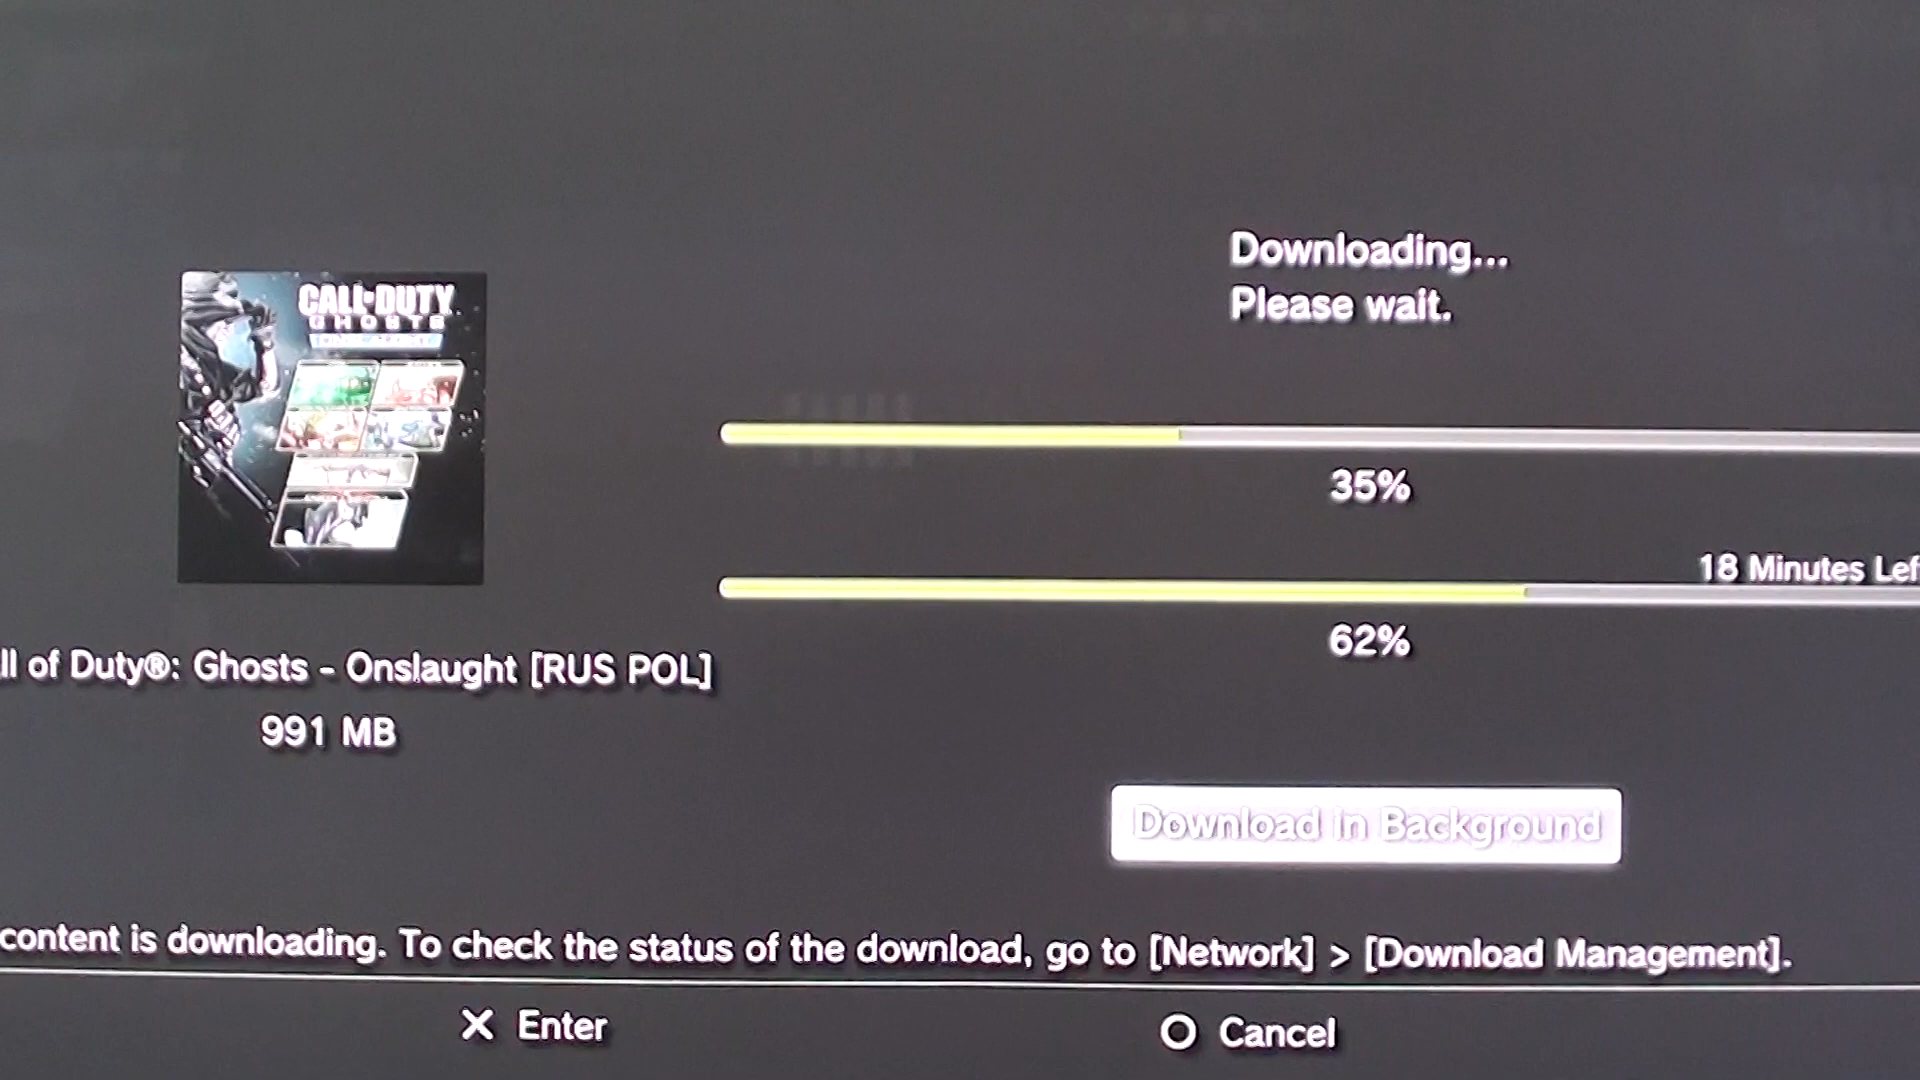 Downloading...
Please wait.
CALL OF DUTY
GHOSTS
35%
18 Minutes Lef
62%
ll of Duty®: Ghosts - Onslaught [RUS POL]
991 MB
Download in Background
content is downloading. To check the status of the download, go to [Network] > [Download Management].
Enter
Cancel